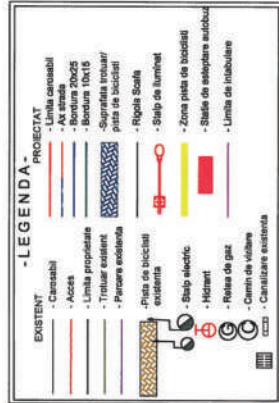 -LEGENDA-
EXISTENT
- Carosabil
- Acces
- Limita proprietate
- Trotuar existent
- Parcare existenta
-Pista de biciclisti
existenta
- Stalp electric
- Hidrant
G - Retea de gaz
C - Camin de vizitare
- Canalizare existenta
PROIECTAT
- Limita carosabil
- Ax strada
- Bordura 20x25
- Bordura 10x15
-Suprafata trotuar/
pista de biciclisti
- Rigola Scafa
- Stalp de iluminat
- Zona pista de biciclisti
- Statie de asteptare autobuz
- Limita de intabulare